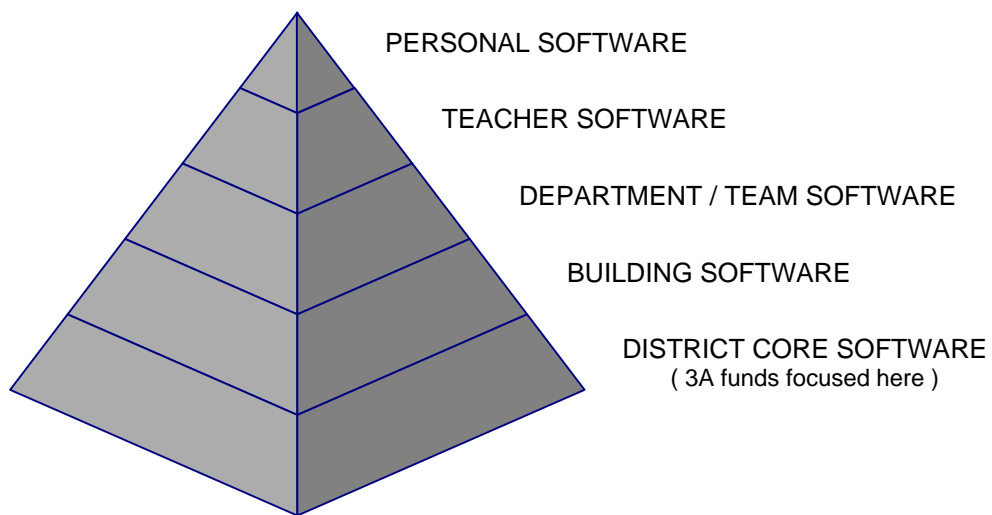 PERSONAL SOFTWARE
TEACHER SOFTWARE
DEPARTMENT / TEAM SOFTWARE
BUILDING SOFTWARE
DISTRICT CORE SOFTWARE
( 3A funds focused here )